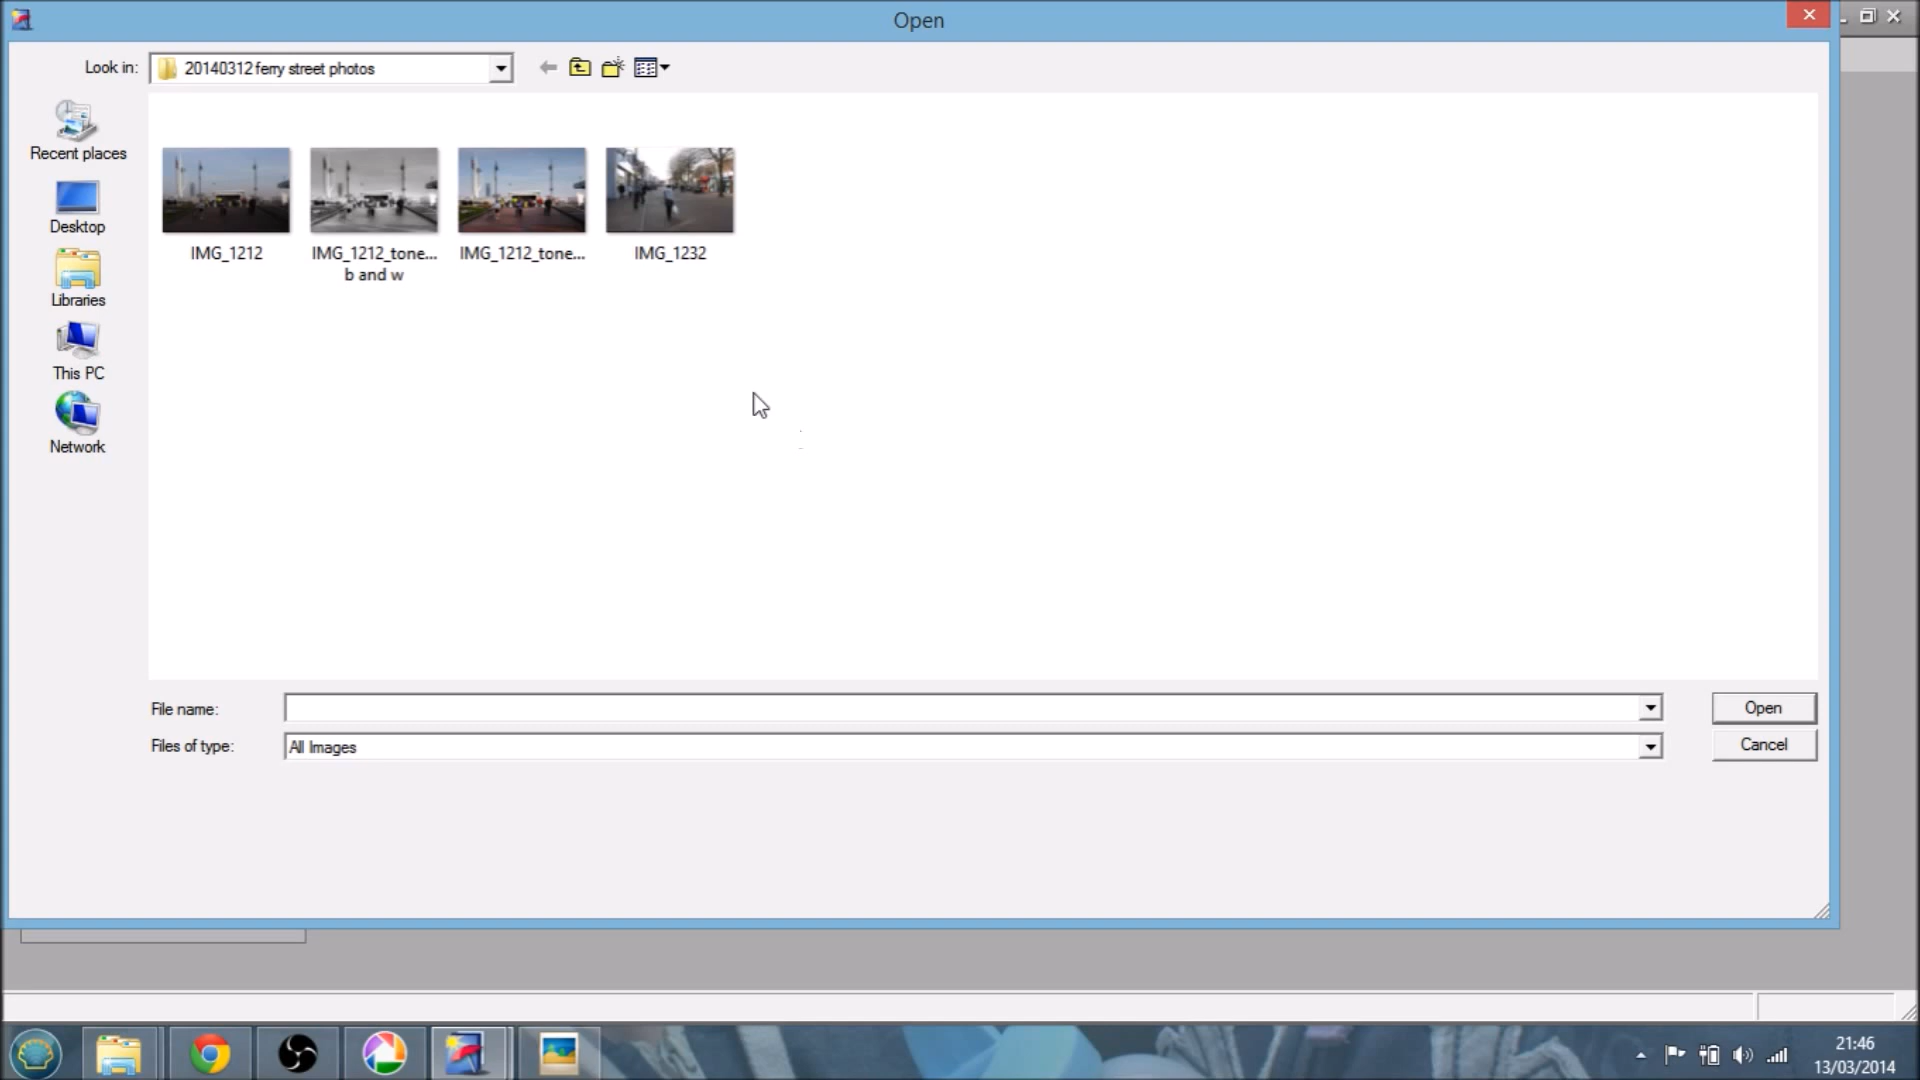 Open
Look in:
20140312 ferry street photos
Recent places
Desktop
Libraries
This PC
Network
IMG_1212
IMG_1212_tone...
b and w
IMG_1212_tone...
IMG_1232
File name:
Open
Files of type:
All Images
Cancel
21:46
13/03/2014